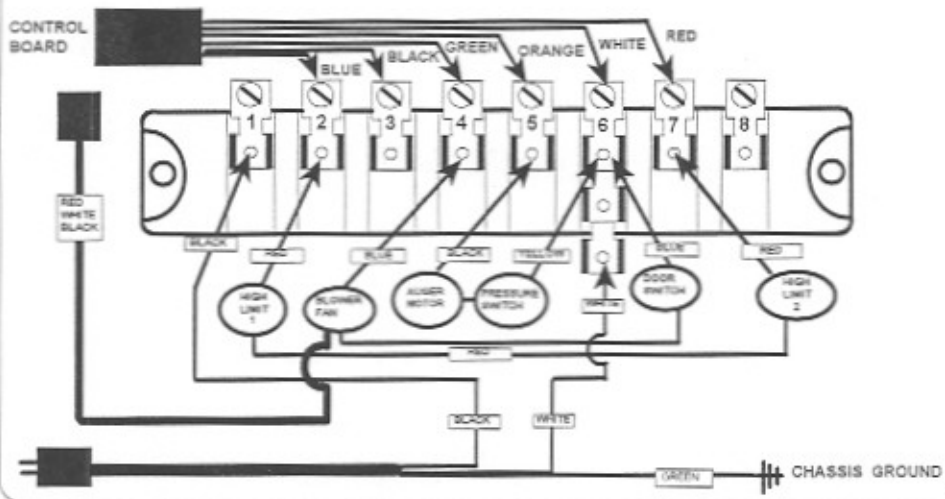 CONTROL
BOARD
BLUE
BLACK
GREEN
ORANGE
WHITE
RED
1
2
3
4
5
6
7
8
RED
WHITE
BLACK
BLACK
RED
BLUE
BLACK
YELLOW
BLUE
RED
HIGH
LIMIT
1
BLOWER
FAN
AUGER
MOTOR
PRESSURE
SWITCH
WHITE
DOOR
SWITCH
HIGH
LIMIT
2
RED
BLACK
WHITE
GREEN
CHASSIS GROUND